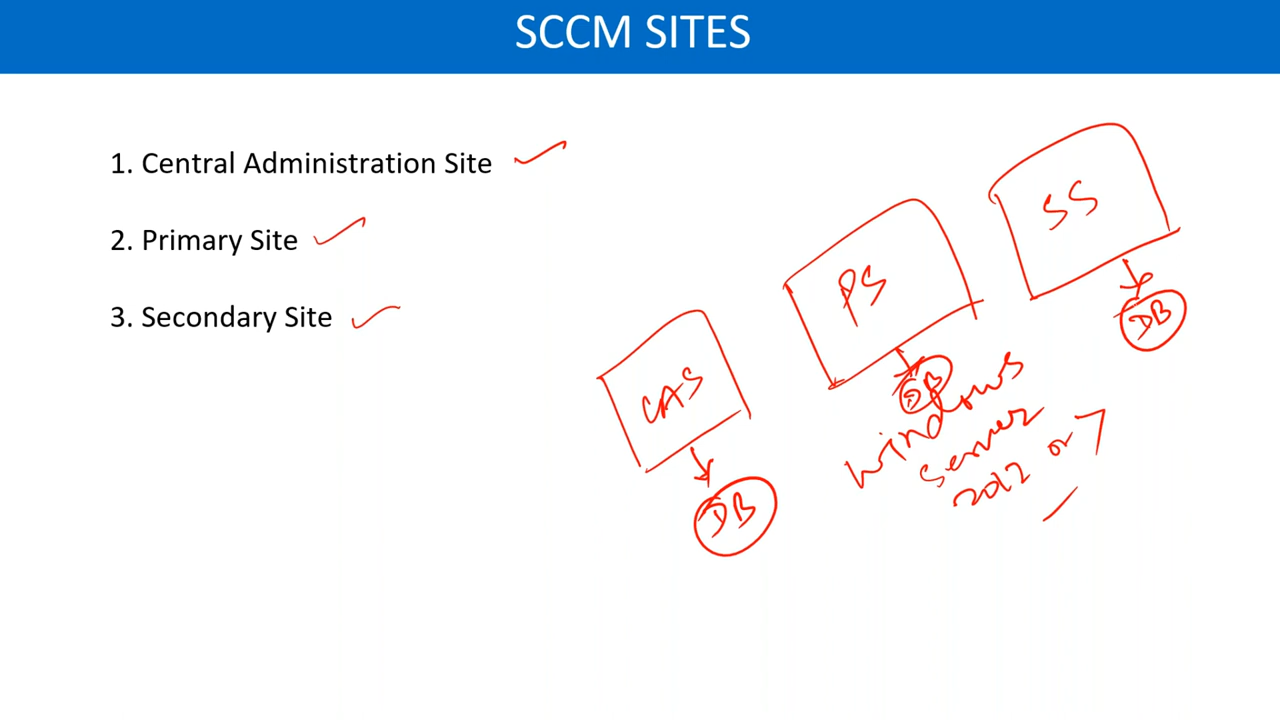 SCCM SITES
1. Central Administration Site
2. Primary Site
3. Secondary Site
SS
DB
PS
DB
CAS
DB
windows
server
2012 or 7